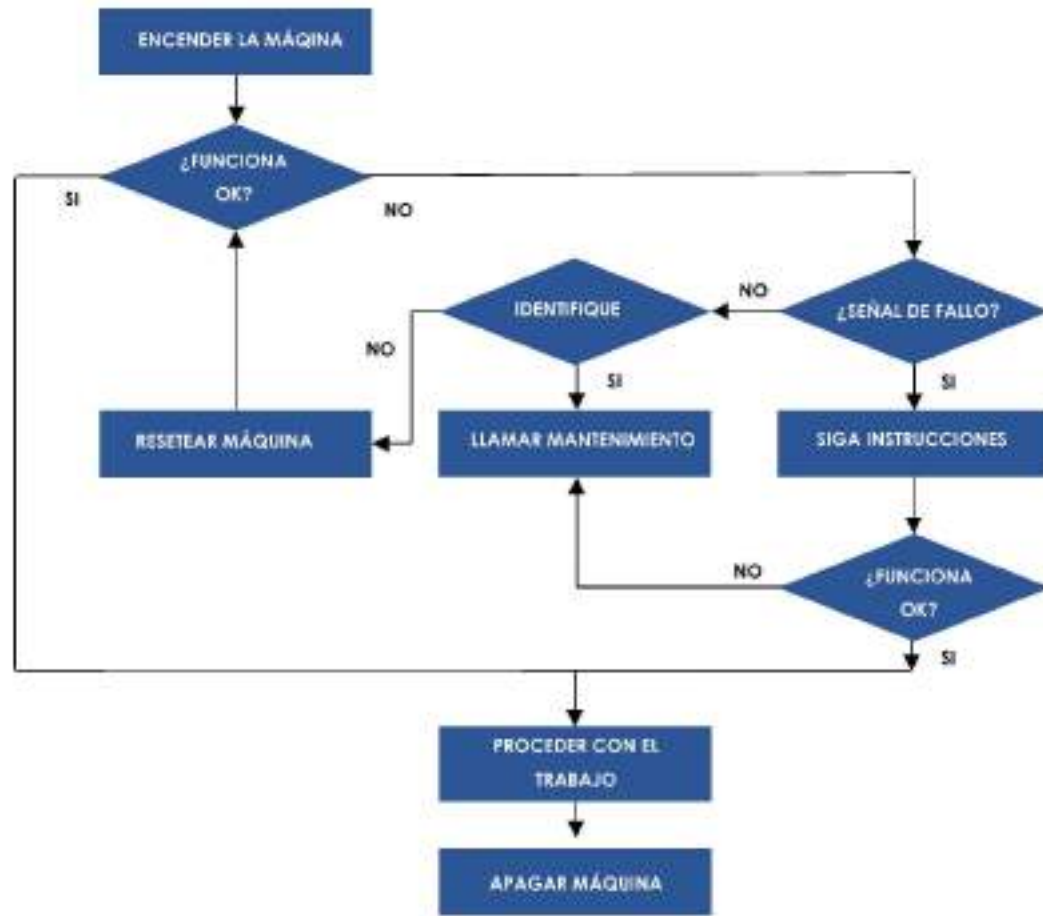 ENCENDER LA MÁQINA
¿FUNCIONA
OK?
SI
NO
IDENTIFIQUE
NO
¿SEÑAL DE FALLO?
NO
SI
SI
RESETEAR MÁQUINA
LLAMAR MANTENIMIENTO
SIGA INSTRUCCIONES
NO
¿FUNCIONA
OK?
SI
PROCEDER CON EL
TRABAJO
APAGAR MÁQUINA